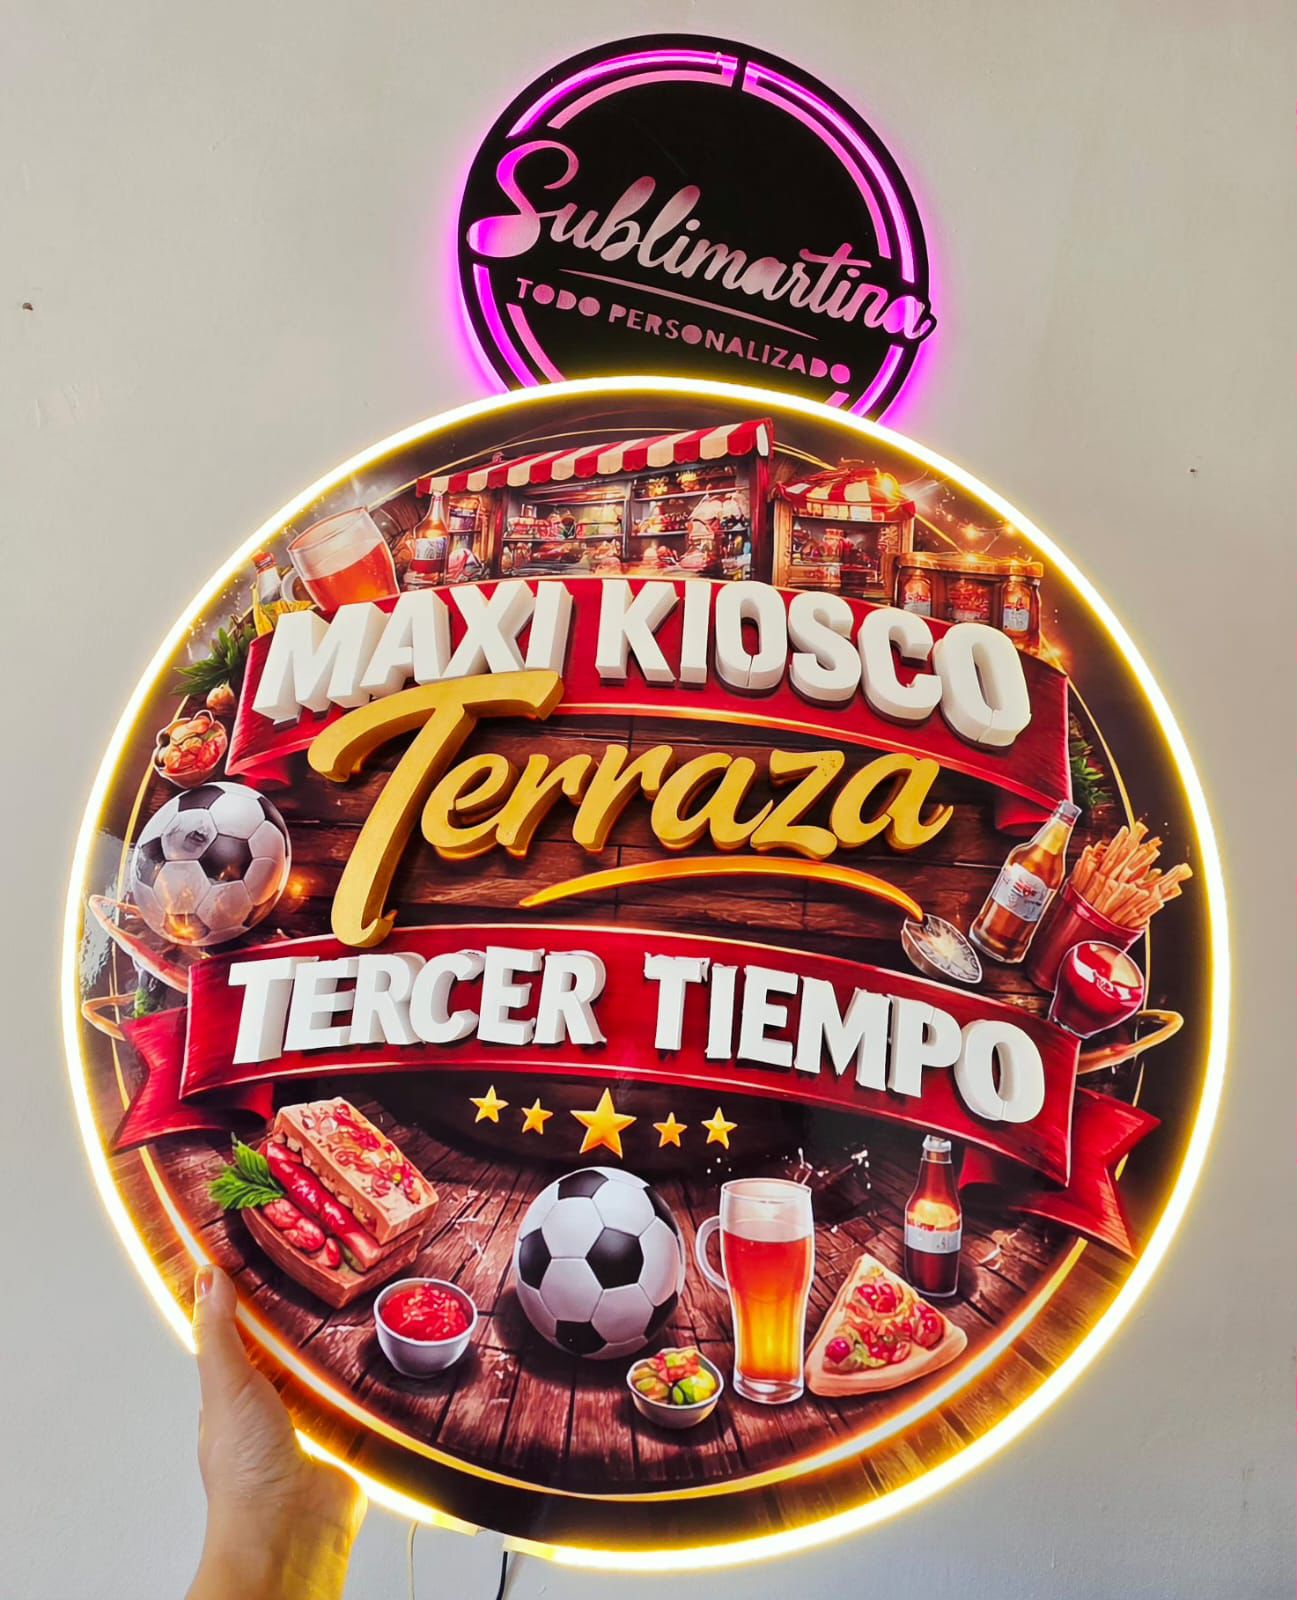 Sublimartina
TODO PERSONALIZADO
MAXI KIOSCO
Terraza
TERCER TIEMPO